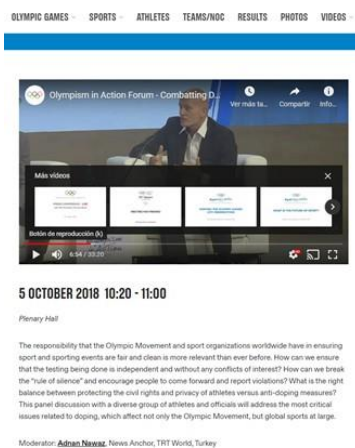 OLYMPIC GAMES SPORTS ATHLETES TEAMS/NOC RESULTS PHOTOS VIDEOS
Olympism in Action Forum - Combatting D...
Ver más ta... Compartir Info...
Más vídeos
Botón de reproducción (k)
6:54 / 33:20
5 OCTOBER 2018 10:20 - 11:00
Plenary Hall
The responsibility that the Olympic Movement and sport organizations worldwide have in ensuring
sport and sporting events are fair and clean is more relevant than ever before. How can we ensure
that the testing being done is independent and without any conflicts of interest? How can we break
the "rule of silence" and encourage people to come forward and report violations? What is the right
balance between protecting the civil rights and privacy of athletes versus anti-doping measures?
This panel discussion with a diverse group of athletes and officials will address the most critical
issues related to doping, which affect not only the Olympic Movement, but global sports at large.
Moderator: Adnan Nawaz, News Anchor, TRT World, Turkey